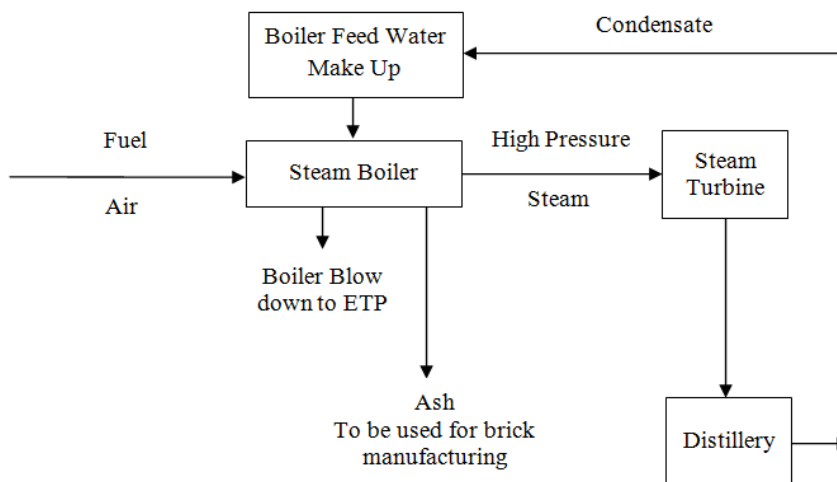 Boiler Feed Water
Make Up
Condensate
Fuel
Air
Steam Boiler
High Pressure
Steam
Steam
Turbine
Boiler Blow
down to ETP
Ash
To be used for brick
manufacturing
Distillery